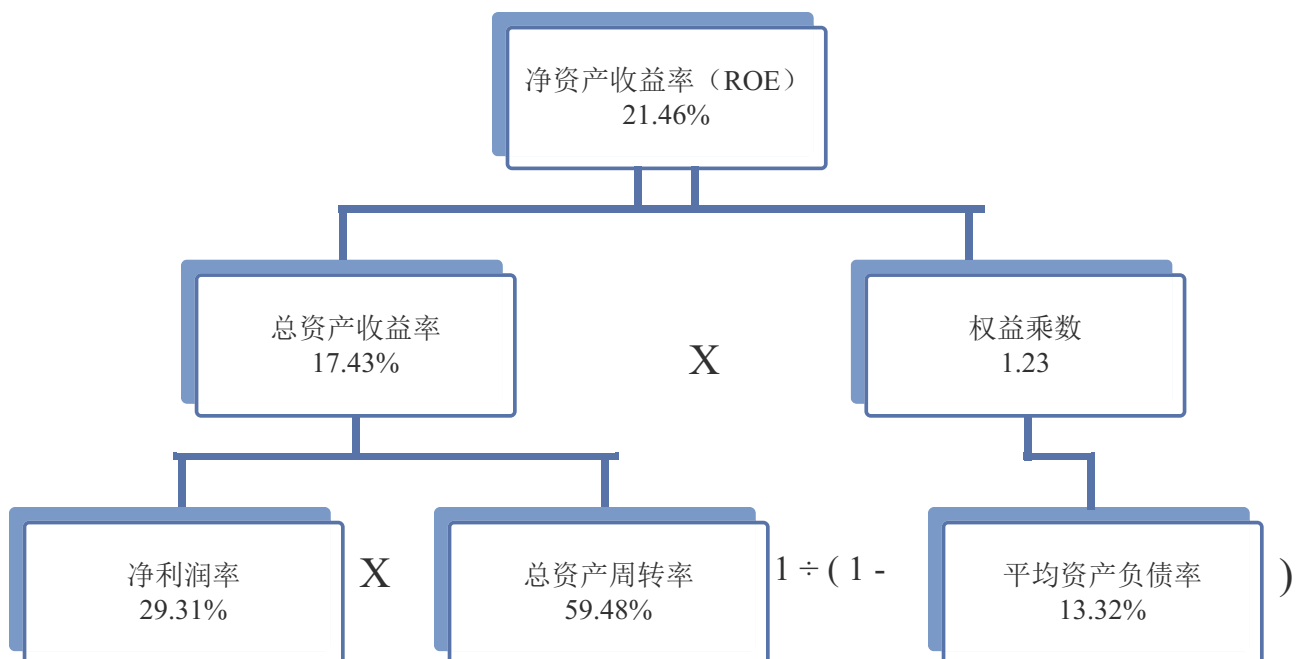 净资产收益率（ROE）
21.46%
总资产收益率
17.43%
X
权益乘数
1.23
净利润率
29.31%
X
总资产周转率
59.48%
1 ÷ ( 1 -
平均资产负债率
13.32%
)